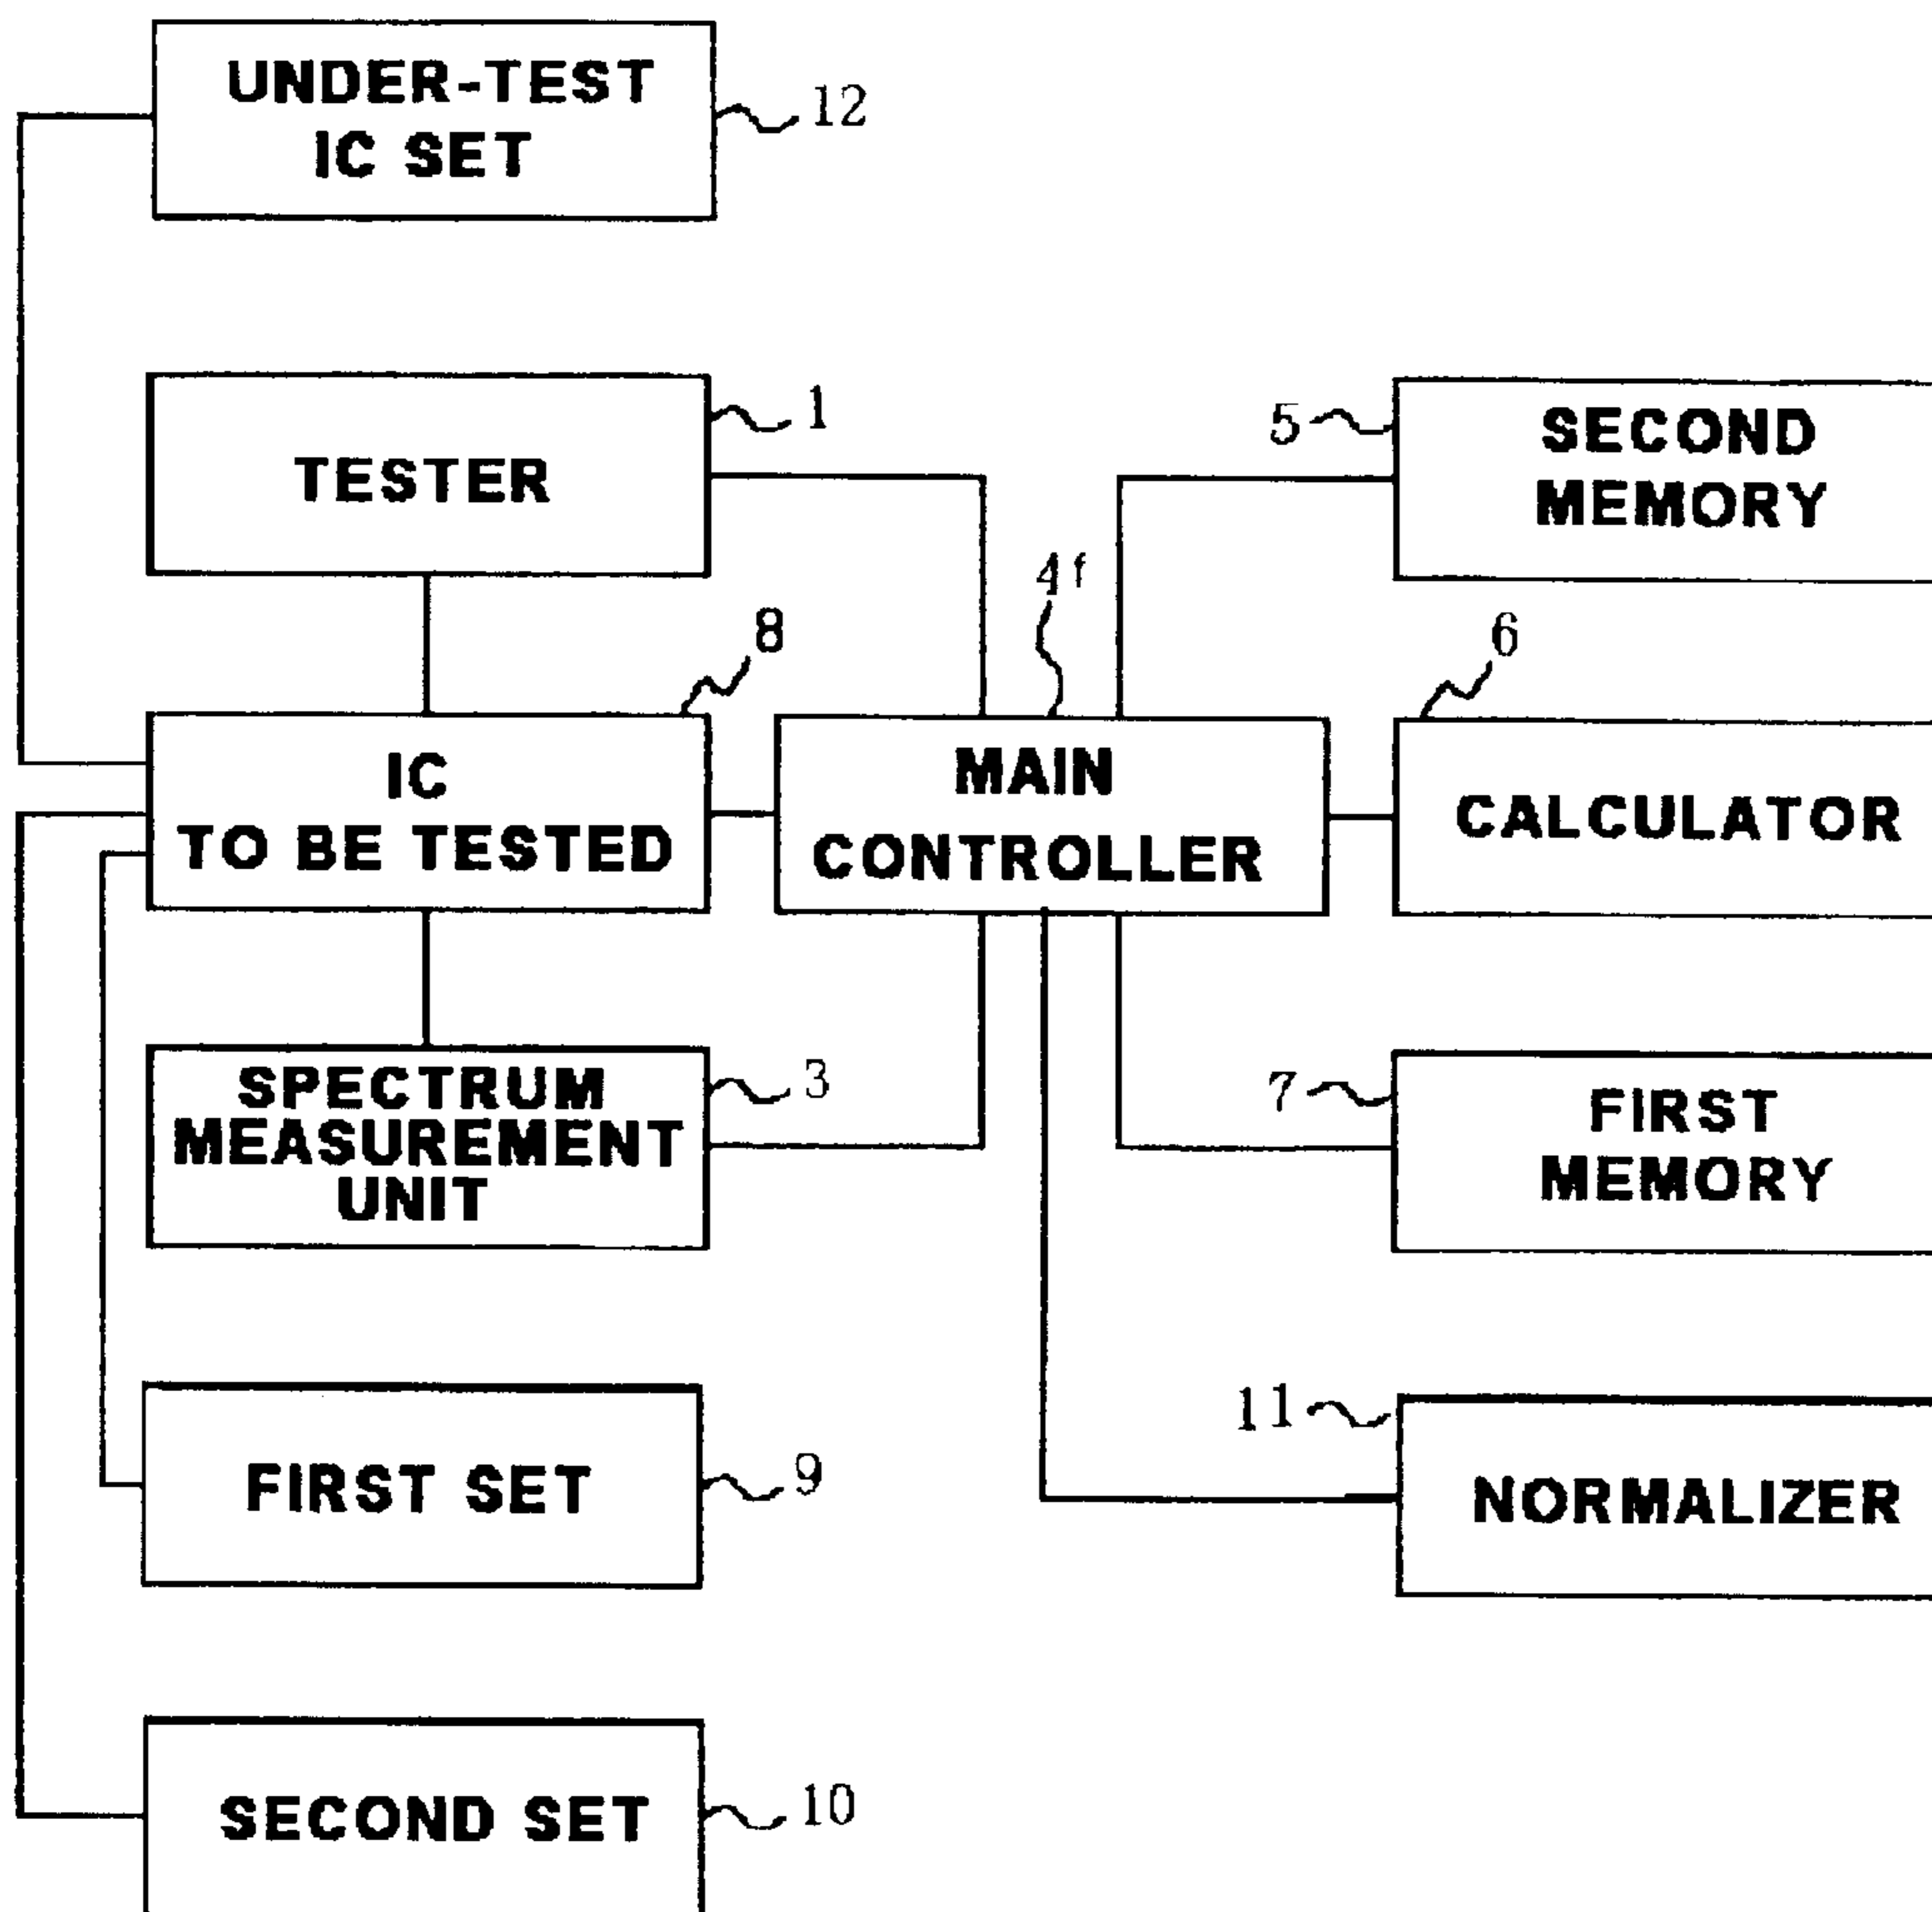 UNDER-TEST
IC SET
12
TESTER
1
5
SECOND
MEMORY
4f
8
6
IC
TO BE TESTED
MAIN
CONTROLLER
CALCULATOR
SPECTRUM
MEASUREMENT
UNIT
3
7
FIRST
MEMORY
FIRST SET
9
11
NORMALIZER
SECOND SET
10